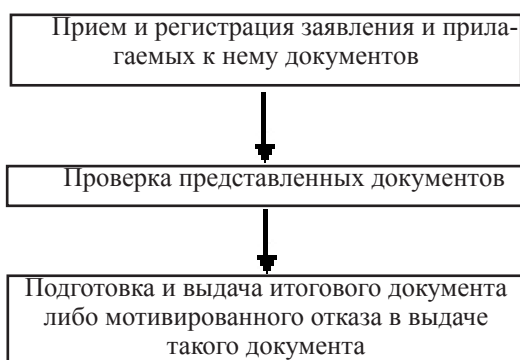 Прием и регистрация заявления и прила-
гаемых к нему документов
Проверка представленных документов
Подготовка и выдача итогового документа
либо мотивированного отказа в выдаче
такого документа